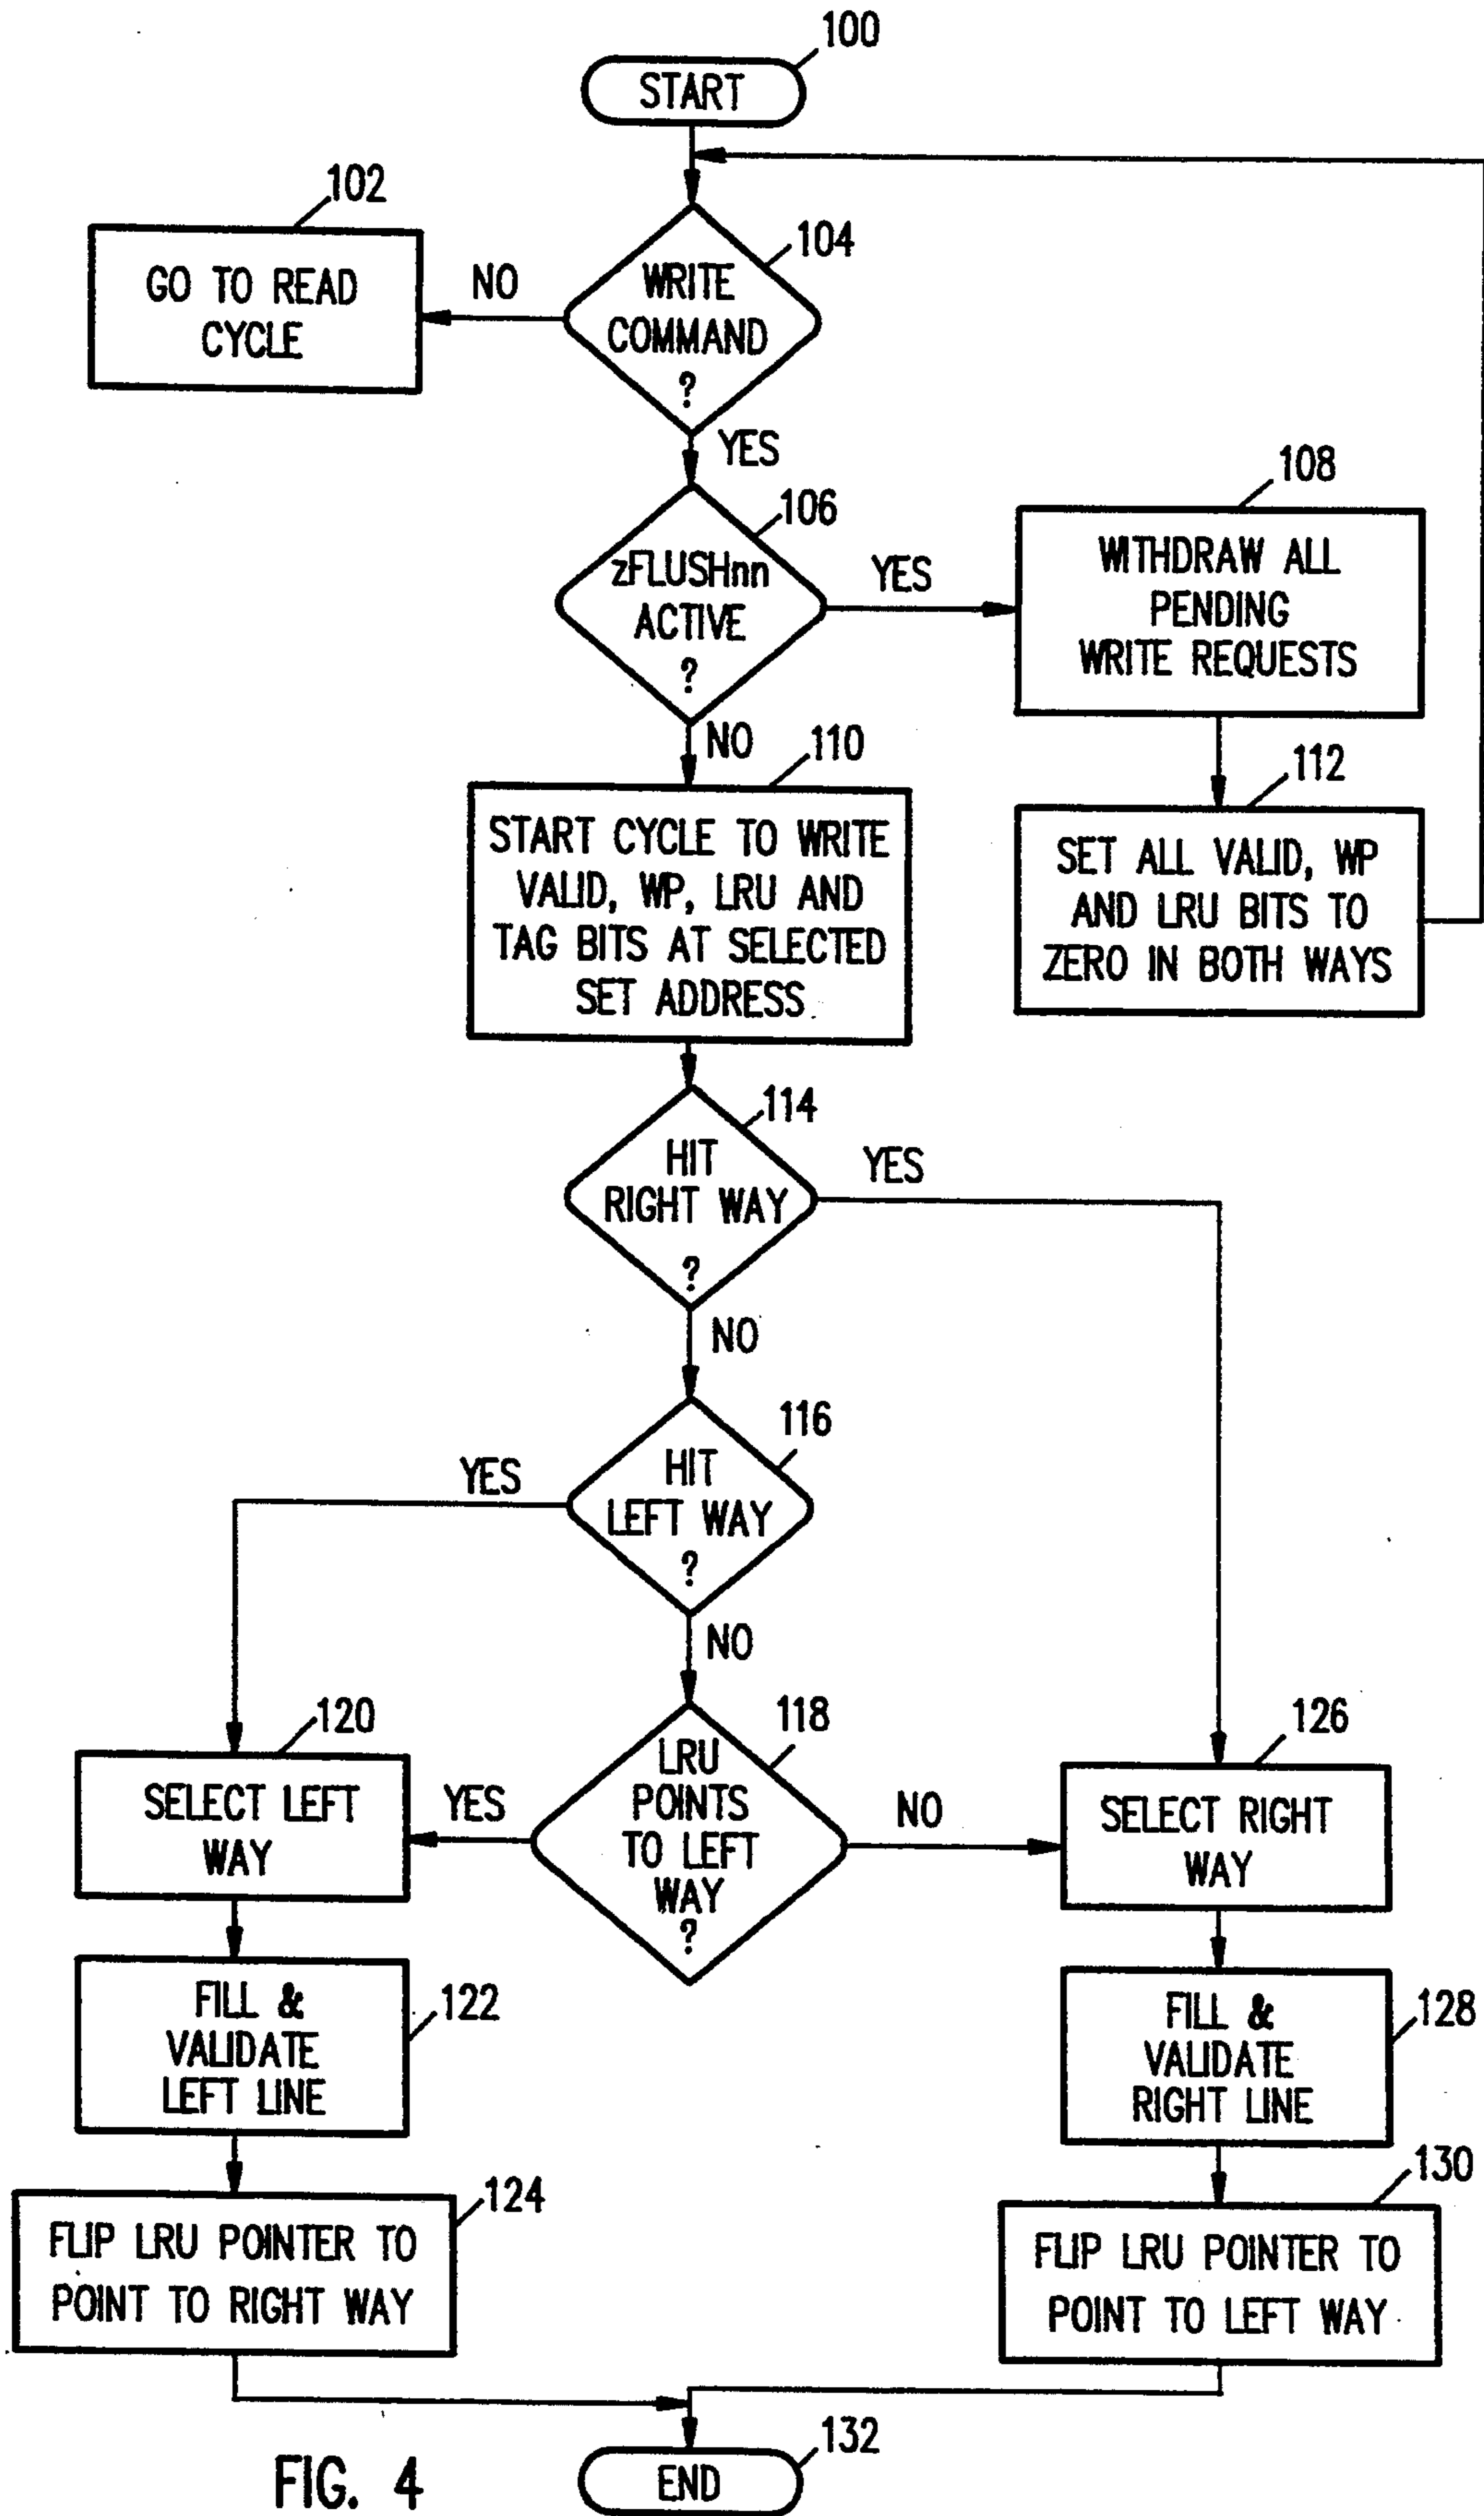 100
START
102
104
GO TO READ
CYCLE
NO
WRITE
COMMAND
?
YES
106
108
zFLUSHnn
ACTIVE
?
YES
WITHDRAW ALL
PENDING
WRITE REQUESTS
NO
110
112
START CYCLE TO WRITE
VALID, WP, LRU AND
TAG BITS AT SELECTED
SET ADDRESS
SET ALL VALID, WP
AND LRU BITS TO
ZERO IN BOTH WAYS
114
HIT
RIGHT WAY
?
YES
NO
116
HIT
LEFT WAY
?
YES
NO
118
120
126
SELECT LEFT
WAY
YES
LRU
POINTS
TO LEFT
WAY
?
NO
SELECT RIGHT
WAY
FILL &
VALIDATE
LEFT LINE
122
FILL &
VALIDATE
RIGHT LINE
128
124
130
FLIP LRU POINTER TO
POINT TO RIGHT WAY
FLIP LRU POINTER TO
POINT TO LEFT WAY
132
END
FIG. 4